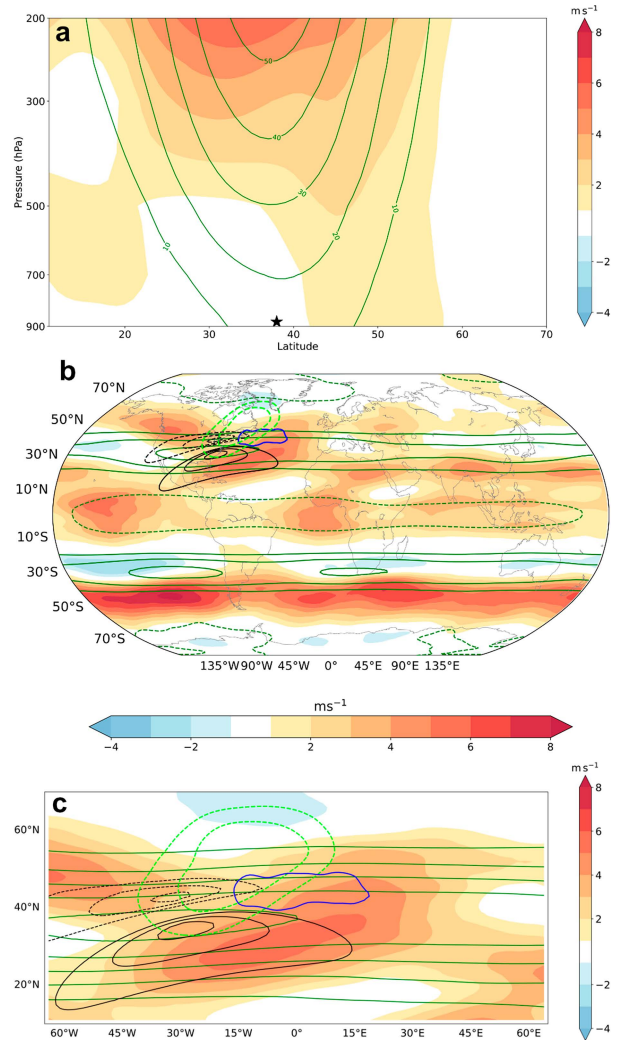 a
m s⁻¹
200
300
400
500
700
900
Pressure (hPa)
20
30
40
50
60
70
Latitude
50
40
30
20
10
10
8
6
4
2
−2
−4
b
70°N
50°N
30°N
10°N
10°S
30°S
50°S
70°S
135°W 90°W 45°W 0° 45°E 90°E 135°E
ms⁻¹
−4 −2 2 4 6 8
c
m s⁻¹
60°N
40°N
20°N
60°W 45°W 30°W 15°W 0° 15°E 30°E 45°E 60°E
8
6
4
2
−2
−4